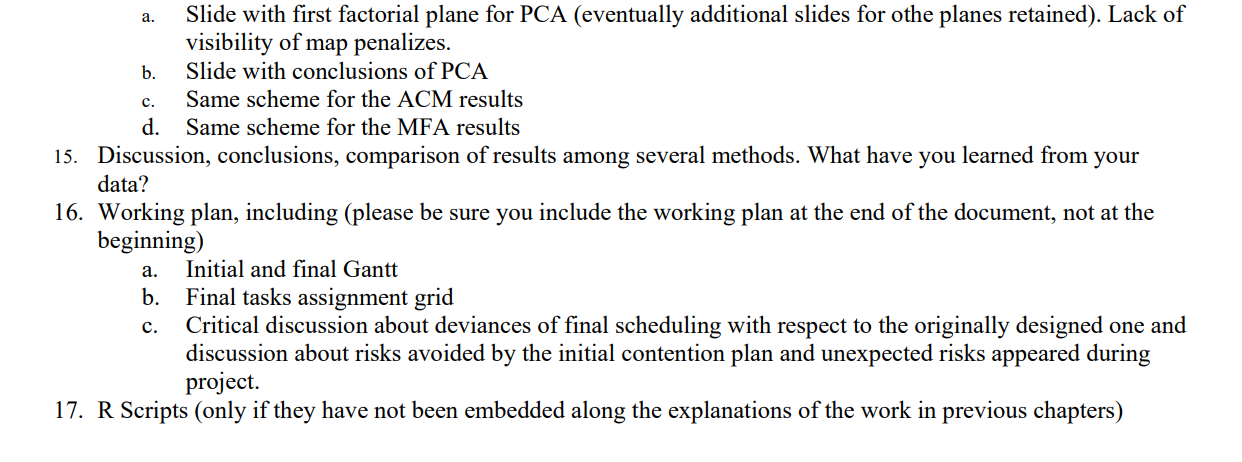 a. Slide with first factorial plane for PCA (eventually additional slides for othe planes retained). Lack of
visibility of map penalizes.
b. Slide with conclusions of PCA
c. Same scheme for the ACM results
d. Same scheme for the MFA results
15. Discussion, conclusions, comparison of results among several methods. What have you learned from your
data?
16. Working plan, including (please be sure you include the working plan at the end of the document, not at the
beginning)
a. Initial and final Gantt
b. Final tasks assignment grid
c. Critical discussion about deviances of final scheduling with respect to the originally designed one and
discussion about risks avoided by the initial contention plan and unexpected risks appeared during
project.
17. R Scripts (only if they have not been embedded along the explanations of the work in previous chapters)